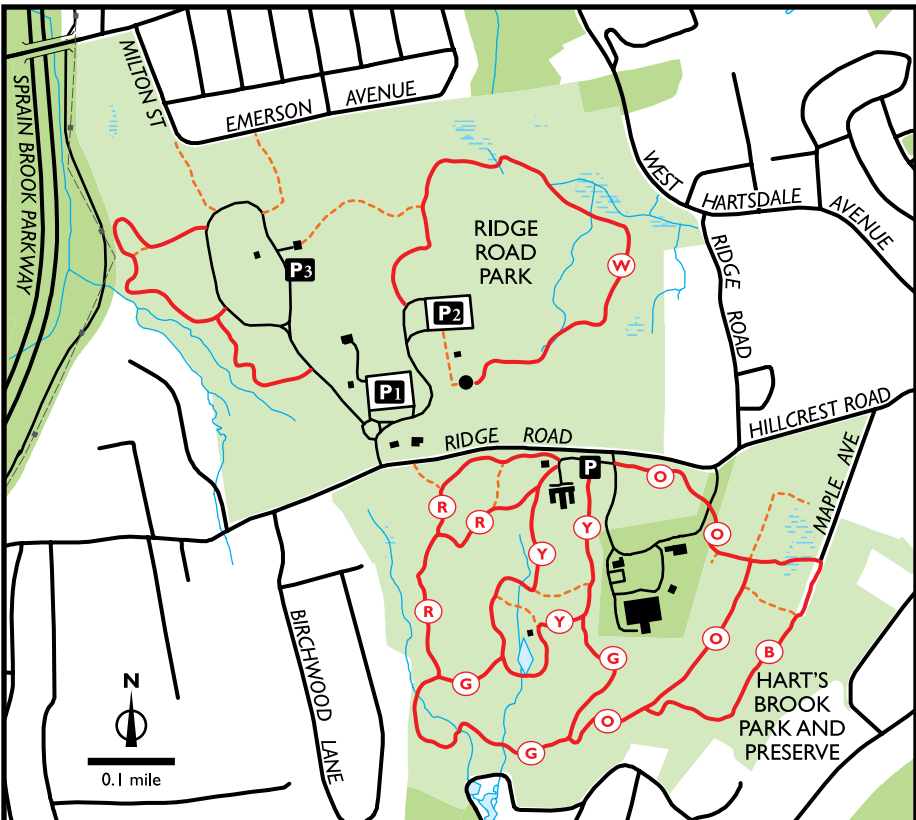 MILTON ST
EMERSON AVENUE
SPRAIN BROOK PARKWAY
WEST HARTSDALE AVENUE
RIDGE
ROAD
PARK
W
P3
P2
P1
RIDGE ROAD
RIDGE ROAD
HILLCREST ROAD
MAPLE AVE
P
O
R
R
Y
O
Y
R
Y
G
O
B
G
O
G
BIRCHWOOD LANE
HART'S
BROOK
PARK AND
PRESERVE
N
0.1 mile